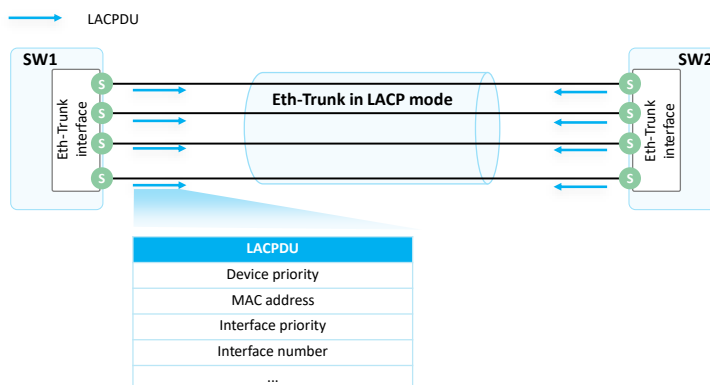 LACPDU
SW1
SW2
Eth-Trunk in LACP mode
Eth-Trunk
interface
Eth-Trunk
interface
S
S
S
S
S
S
S
S
LACPDU
Device priority
MAC address
Interface priority
Interface number
...